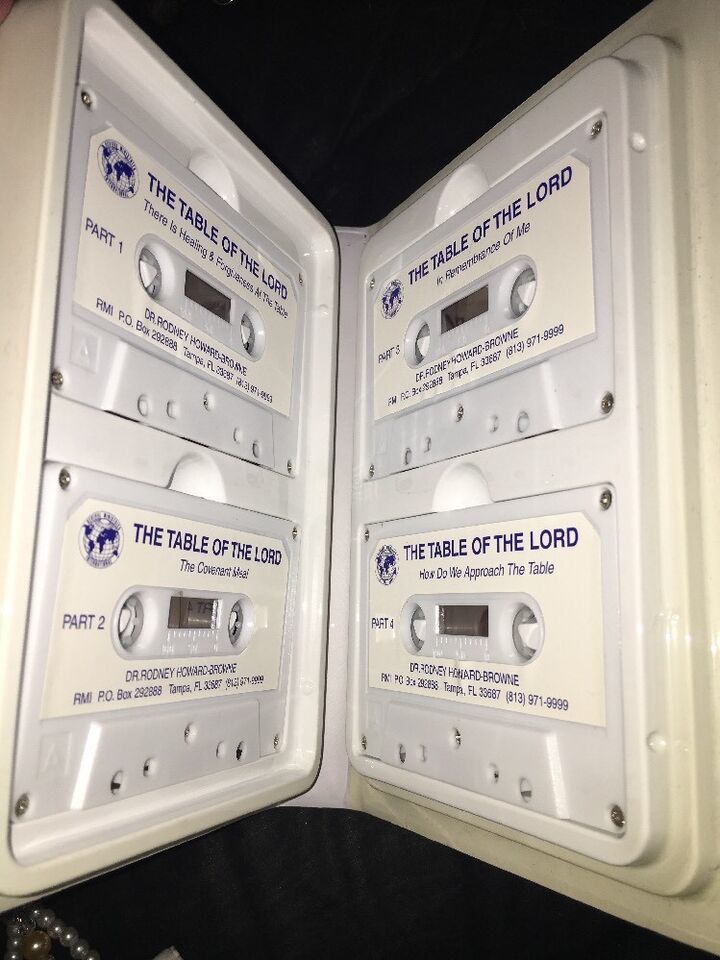 THE TABLE OF THE LORD
There Is Healing & Forgiveness At The Table
PART 1
DR.RODNEY HOWARD-BROWNE
RMI P.O. Box 292888 Tampa, FL 33687 (813) 971-9999
THE TABLE OF THE LORD
The Covenant Meal
PART 2
DR.RODNEY HOWARD-BROWNE
RMI P.O. Box 292888 Tampa, FL 33687 (813) 971-9999
THE TABLE OF THE LORD
In Remembrance Of Me
PART 3
DR.RODNEY HOWARD-BROWNE
RMI P.O. Box 292888 Tampa, FL 33687 (813) 971-9999
THE TABLE OF THE LORD
How Do We Approach The Table
PART 4
DR.RODNEY HOWARD-BROWNE
RMI P.O. Box 292888 Tampa, FL 33687 (813) 971-9999